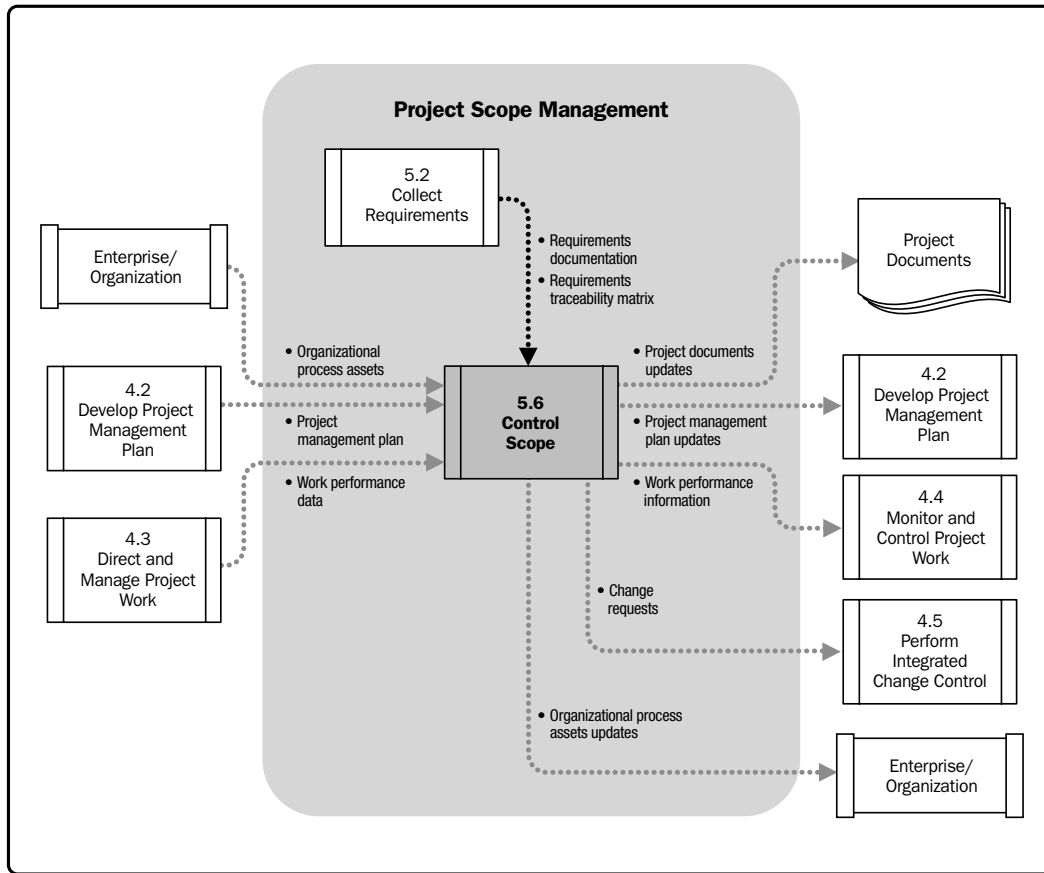 Project Scope Management
5.2
Collect
Requirements
Enterprise/
Organization
Project
Documents
• Requirements
documentation
• Requirements
traceability matrix
• Organizational
process assets
• Project documents
updates
4.2
Develop Project
Management
Plan
• Project
management plan
5.6
Control
Scope
• Project management
plan updates
4.2
Develop Project
Management
Plan
• Work performance
data
• Work performance
information
4.3
Direct and
Manage Project
Work
4.4
Monitor and
Control Project
Work
• Change
requests
4.5
Perform
Integrated
Change Control
• Organizational process
assets updates
Enterprise/
Organization